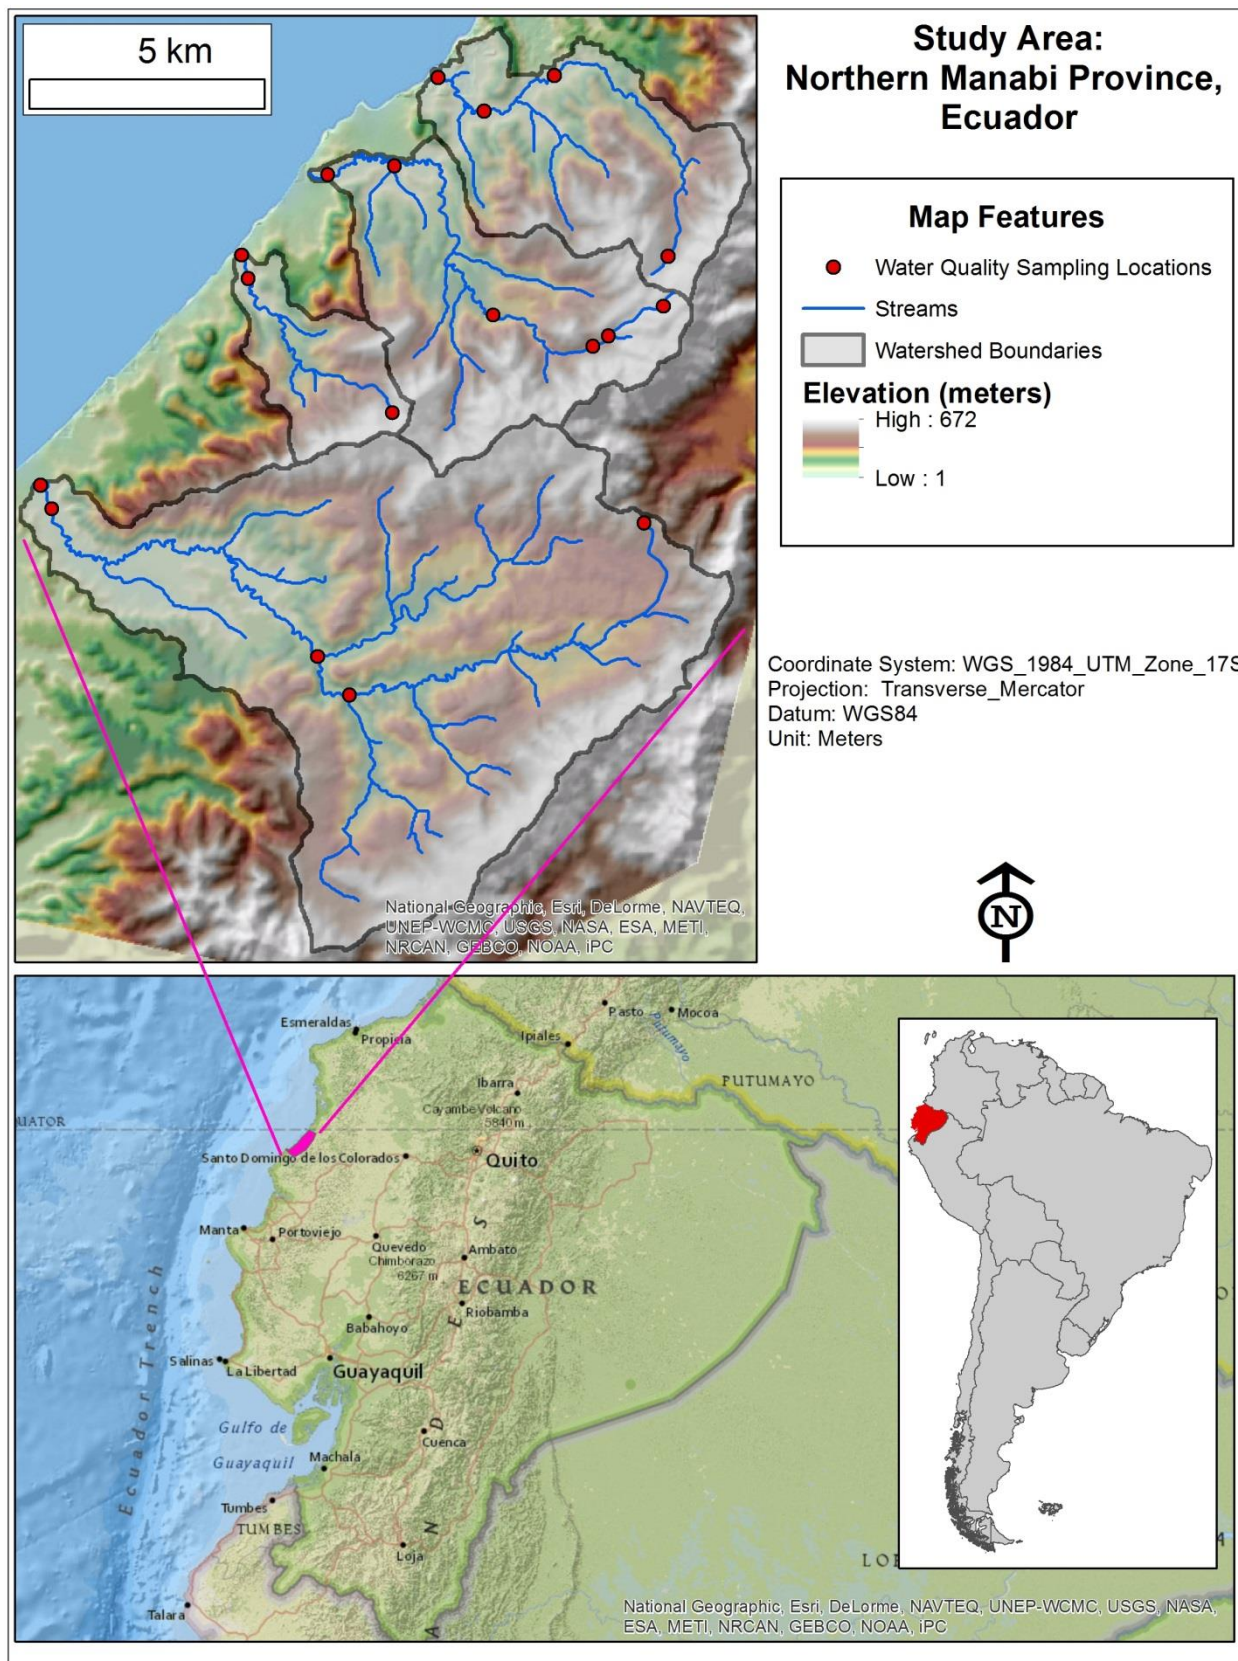 5 km
Study Area:
Northern Manabi Province,
Ecuador
Map Features
Water Quality Sampling Locations
Streams
Watershed Boundaries
Elevation (meters)
High : 672
Low : 1
Coordinate System: WGS_1984_UTM_Zone_17S
Projection: Transverse_Mercator
Datum: WGS84
Unit: Meters
N
National Geographic, Esri, DeLorme, NAVTEQ,
UNEP-WCMC, USGS, NASA, ESA, METI,
NRCAN, GEBCO, NOAA, iPC
Esmeraldas
Propicia
Pasto
Mocoa
Ipiales
Putumayo
Ibarra
PUTUMAYO
Cayambe Volcano
5840 m
UATOR
Santo Domingo de los Colorados
Quito
Manta
Portoviejo
Quevedo
Chimborazo
6267 m
Ambato
ECUADOR
Riobamba
Babahoyo
Salinas
La Libertad
Guayaquil
Gulfo de
Guayaquil
Cuenca
Machala
Tumbes
TUMBES
Loja
Talara
Ecuador Trench
A N D E S
LO
National Geographic, Esri, DeLorme, NAVTEQ, UNEP-WCMC, USGS, NASA,
ESA, METI, NRCAN, GEBCO, NOAA, iPC